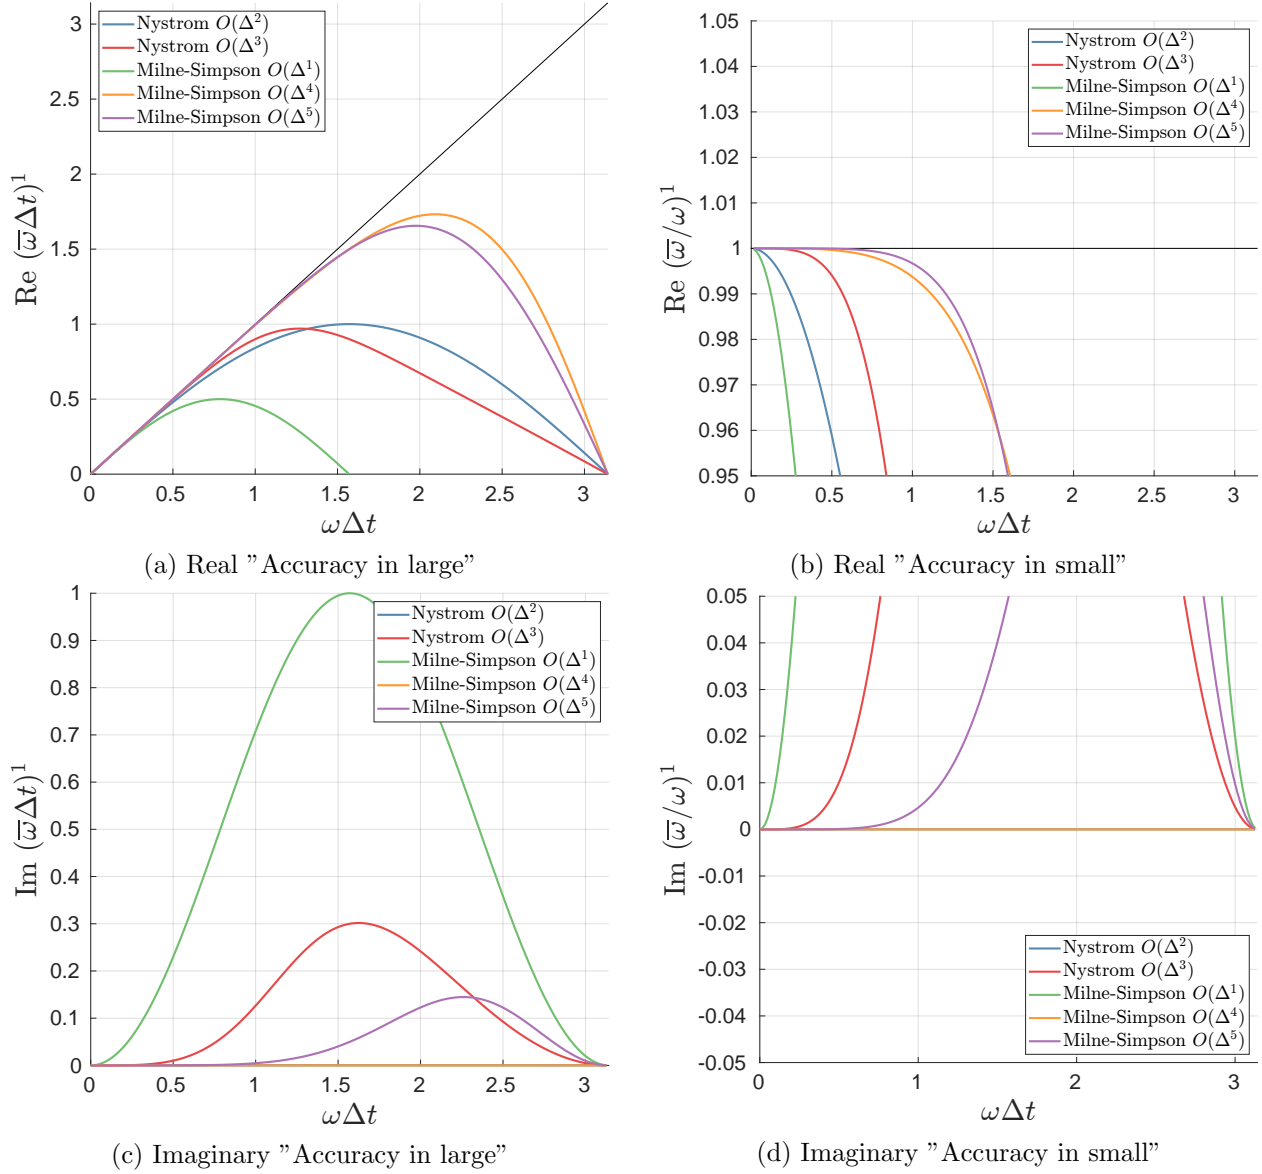 Nystrom O(Δ²)
Nystrom O(Δ³)
Milne-Simpson O(Δ¹)
Milne-Simpson O(Δ⁴)
Milne-Simpson O(Δ⁵)
3
2.5
2
1.5
1
0.5
0
Re (ω̅Δt)¹
0 0.5 1 1.5 2 2.5 3
ωΔt
(a) Real ”Accuracy in large”
Nystrom O(Δ²)
Nystrom O(Δ³)
Milne-Simpson O(Δ¹)
Milne-Simpson O(Δ⁴)
Milne-Simpson O(Δ⁵)
1.05
1.04
1.03
1.02
1.01
1
0.99
0.98
0.97
0.96
0.95
Re (ω̅/ω)¹
0 0.5 1 1.5 2 2.5 3
ωΔt
(b) Real ”Accuracy in small”
Nystrom O(Δ²)
Nystrom O(Δ³)
Milne-Simpson O(Δ¹)
Milne-Simpson O(Δ⁴)
Milne-Simpson O(Δ⁵)
1
0.9
0.8
0.7
0.6
0.5
0.4
0.3
0.2
0.1
0
Im (ω̅Δt)¹
0 0.5 1 1.5 2 2.5 3
ωΔt
(c) Imaginary ”Accuracy in large”
0.05
0.04
0.03
0.02
0.01
0
-0.01
-0.02
-0.03
-0.04
-0.05
Im (ω̅/ω)¹
Nystrom O(Δ²)
Nystrom O(Δ³)
Milne-Simpson O(Δ¹)
Milne-Simpson O(Δ⁴)
Milne-Simpson O(Δ⁵)
0 1 2 3
ωΔt
(d) Imaginary ”Accuracy in small”